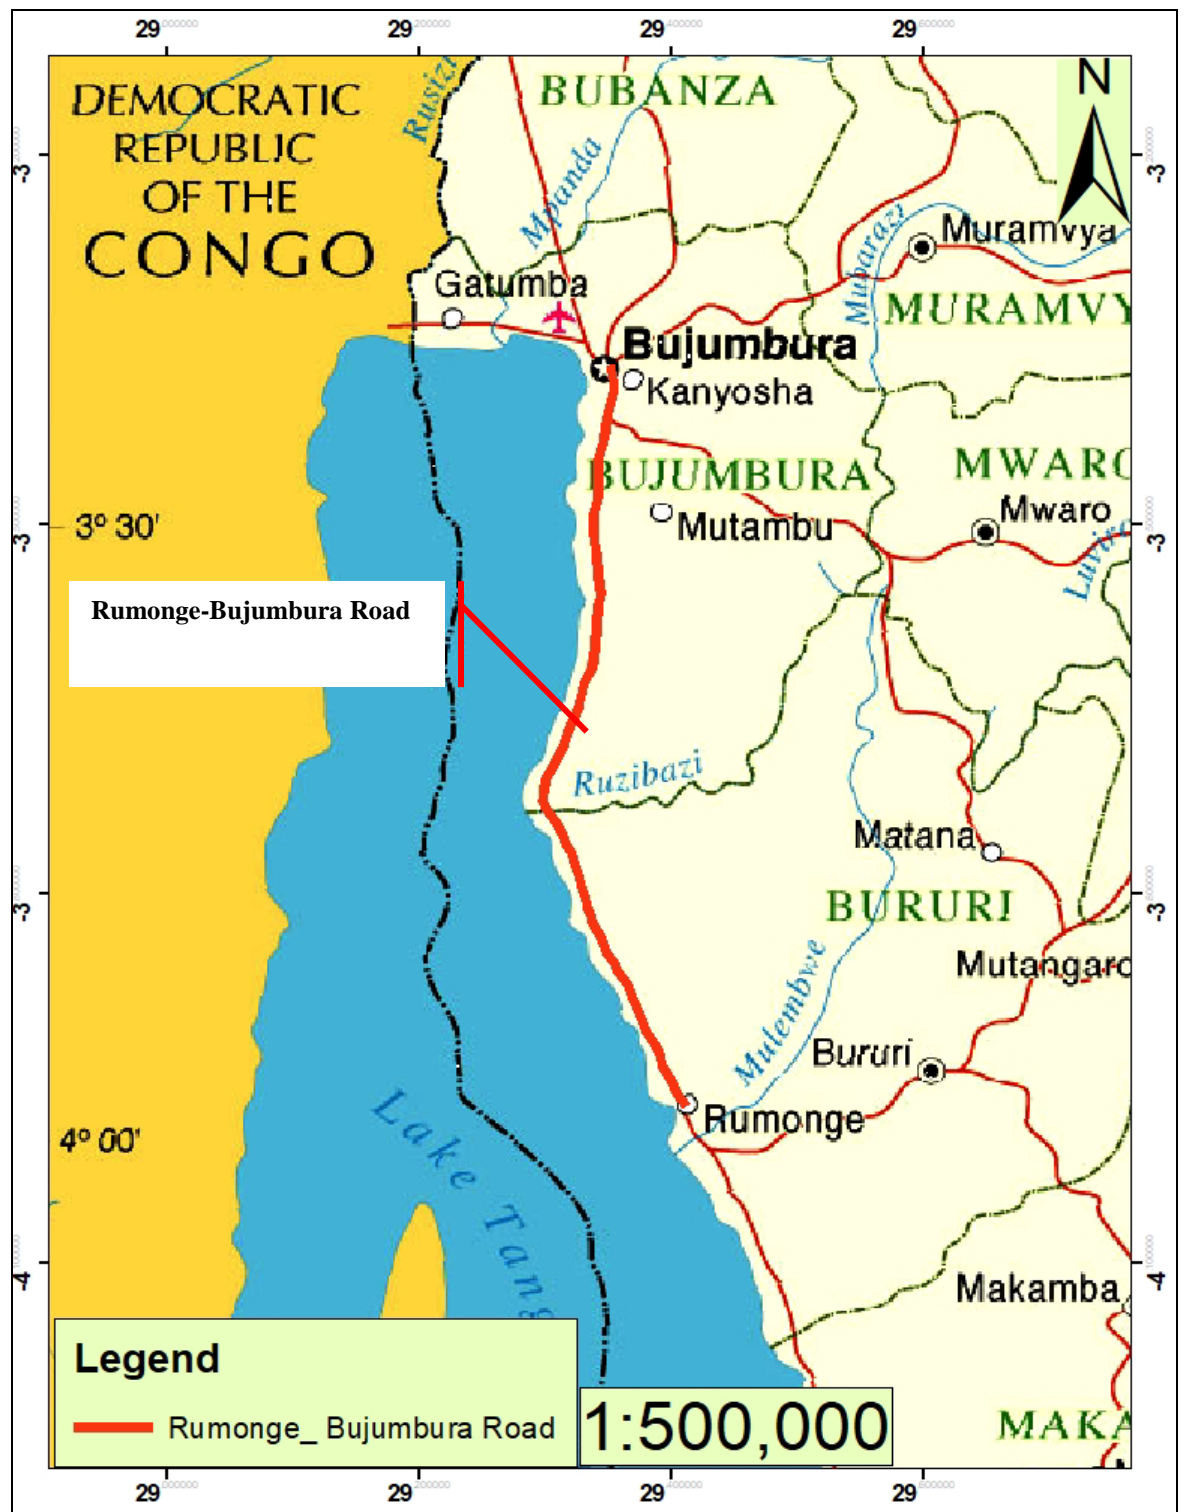 29 29 29 29
DEMOCRATIC
REPUBLIC
OF THE
CONGO
Rusizi
BUBANZA
N
Mpanda
-3 -3
Mubarazi
Muramvya
Gatumba
MURAMVY
Bujumbura
Kanyosha
BUJUMBURA
MWARO
Mwaro
3° 30'
Mutambu
-3 -3
Luviro
Rumonge-Bujumbura Road
Ruzibazi
Matana
BURURI
-3 -3
Mutangaro
Mulembwe
Bururi
Rumonge
4° 00'
Lake Tang
-4 -4
Makamba
Legend
Rumonge_ Bujumbura Road
1:500,000
MAKA
29 29 29 29